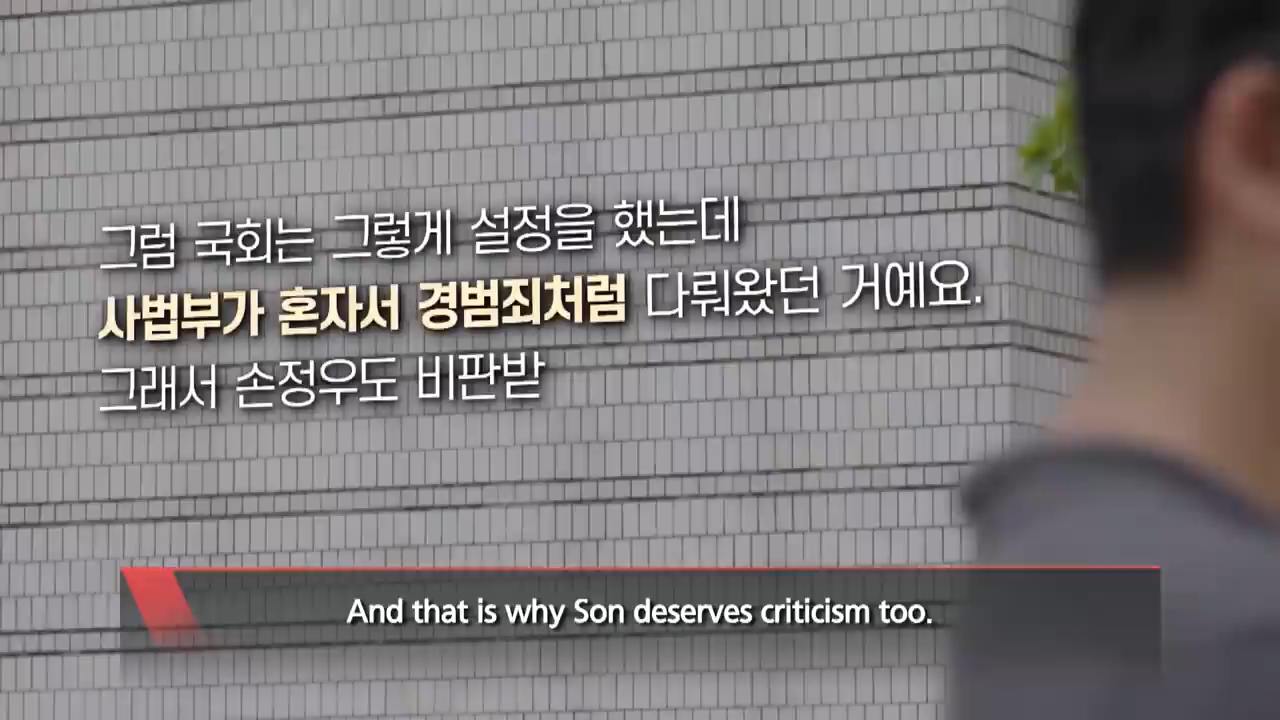 그럼 국회는 그렇게 설정을 했는데
사법부가 혼자서 경범죄처럼 다뤄왔던 거예요.
그래서 손정우도 비판받
And that is why Son deserves criticism too.